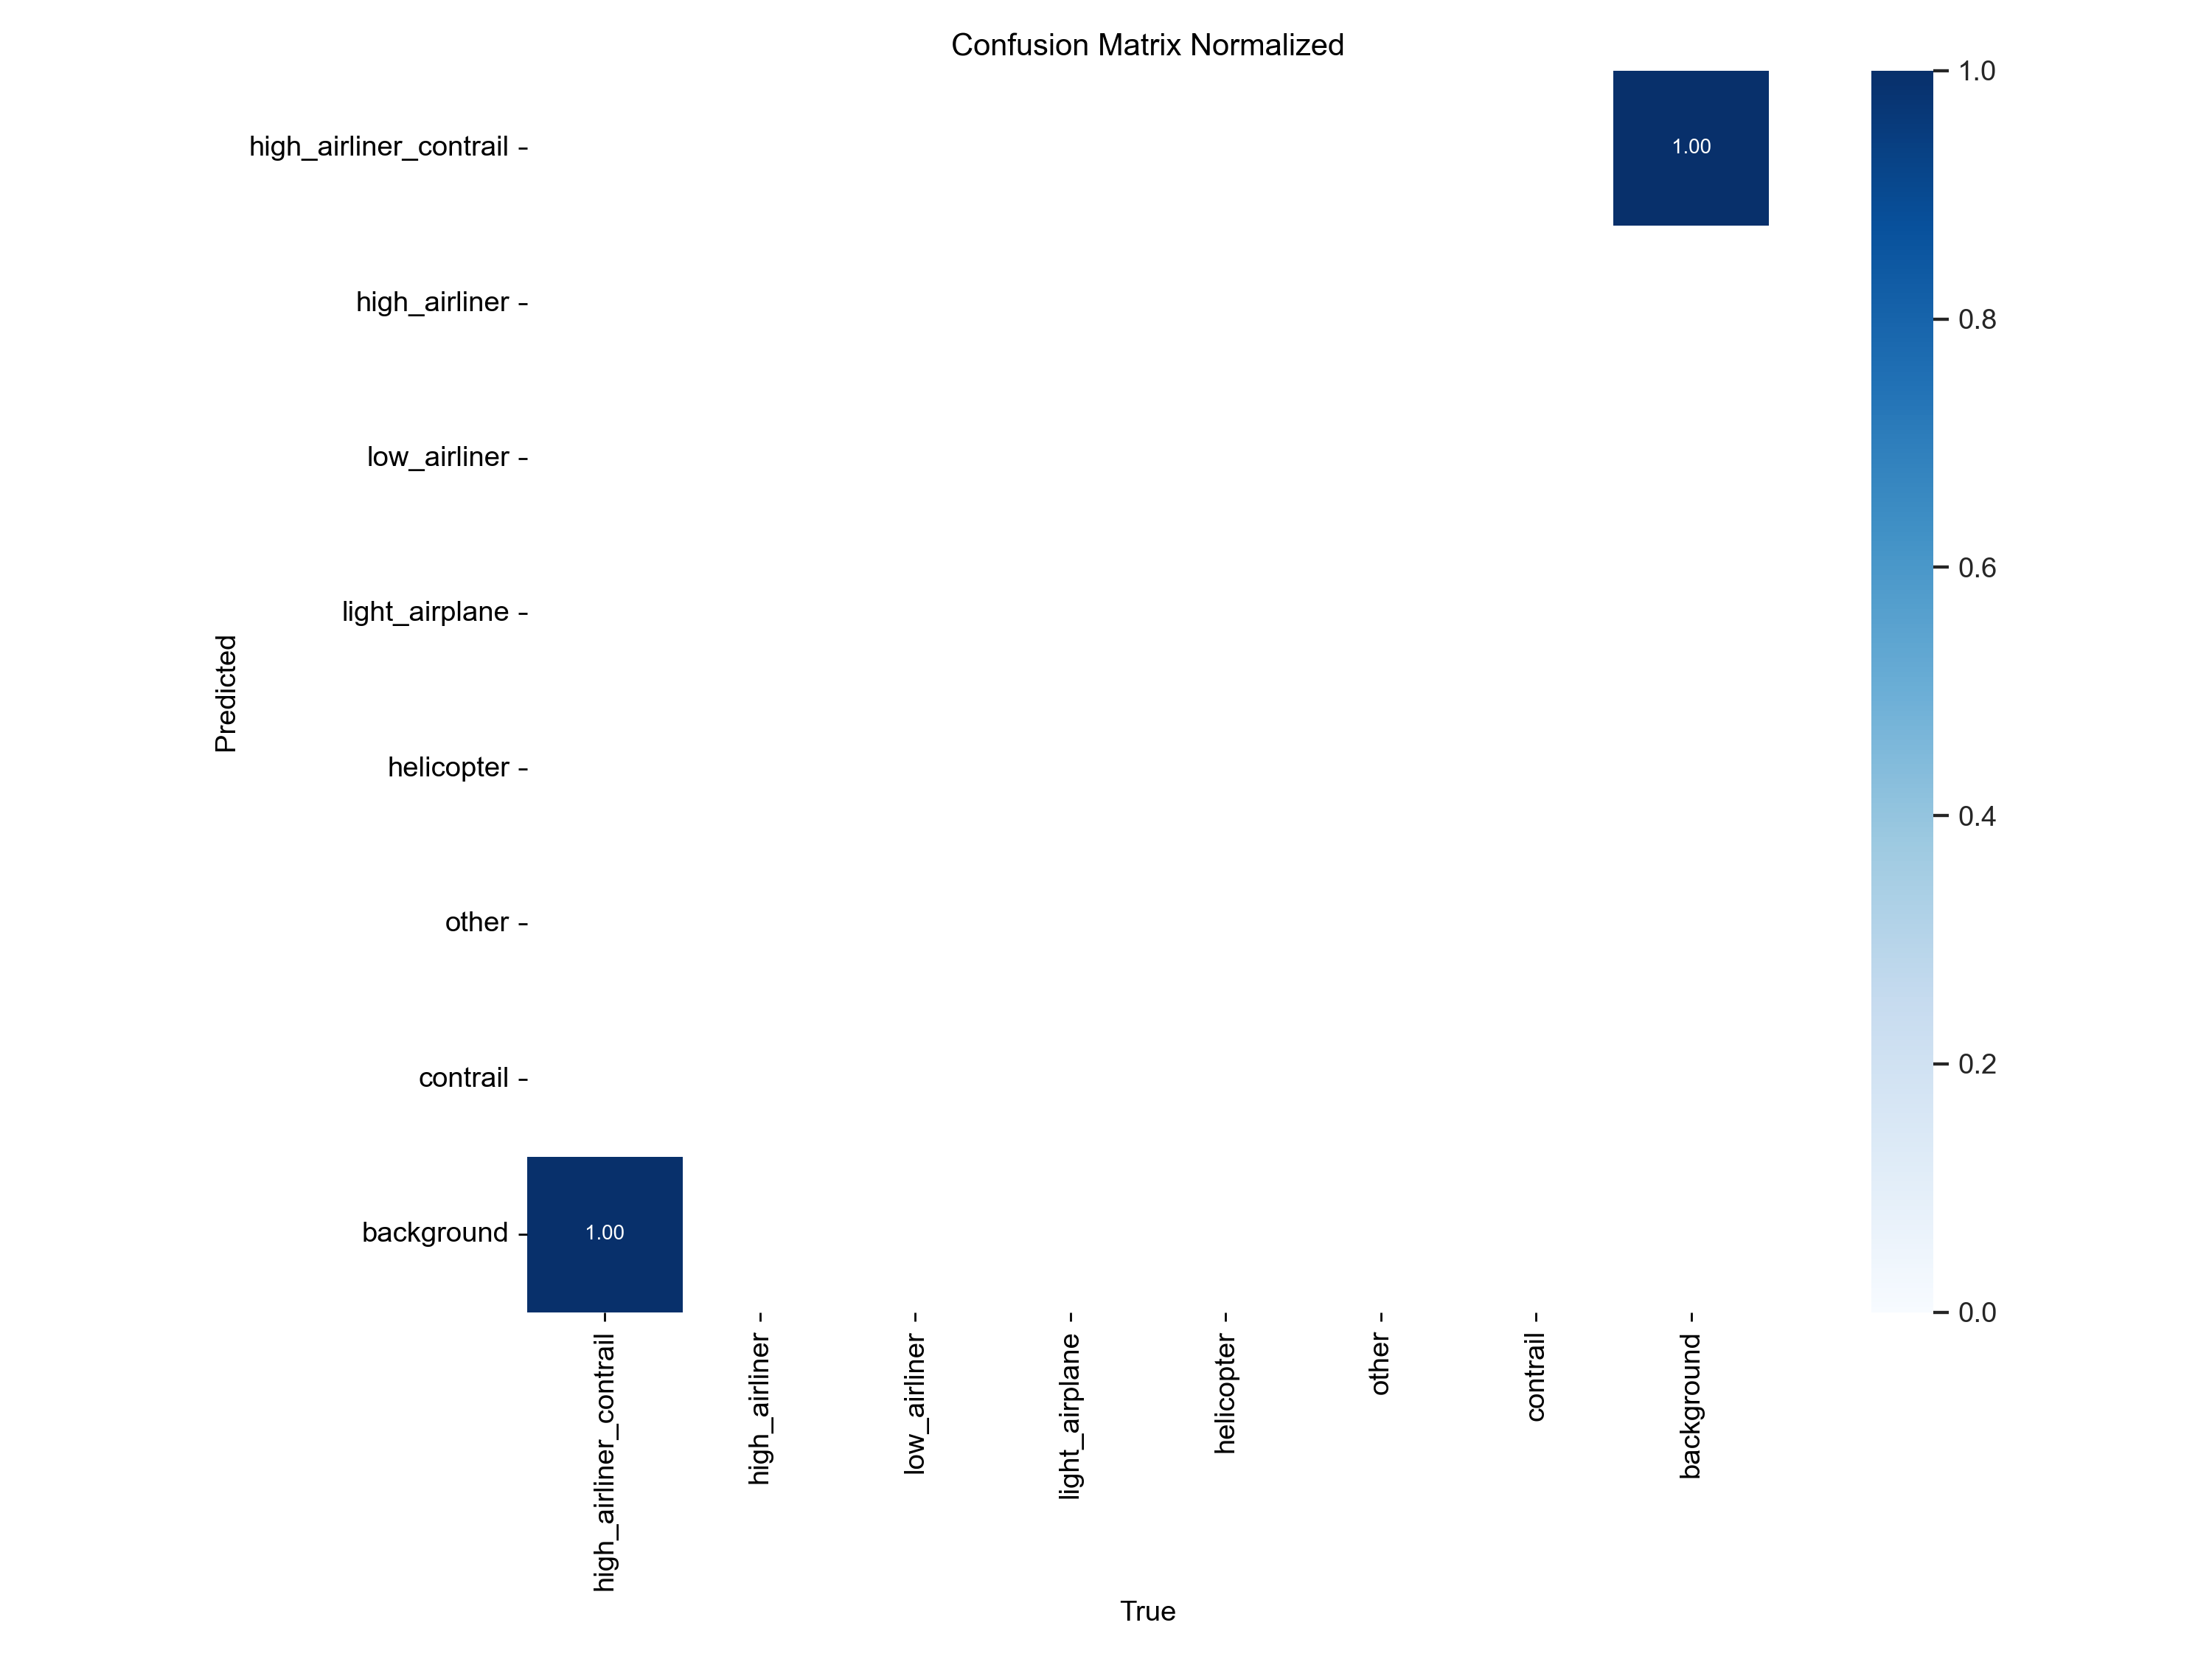 Confusion Matrix Normalized
high_airliner_contrail
high_airliner
low_airliner
light_airplane
helicopter
other
contrail
background
Predicted
1.00
1.00
high_airliner_contrail
high_airliner
low_airliner
light_airplane
helicopter
other
contrail
background
True
1.0
0.8
0.6
0.4
0.2
0.0